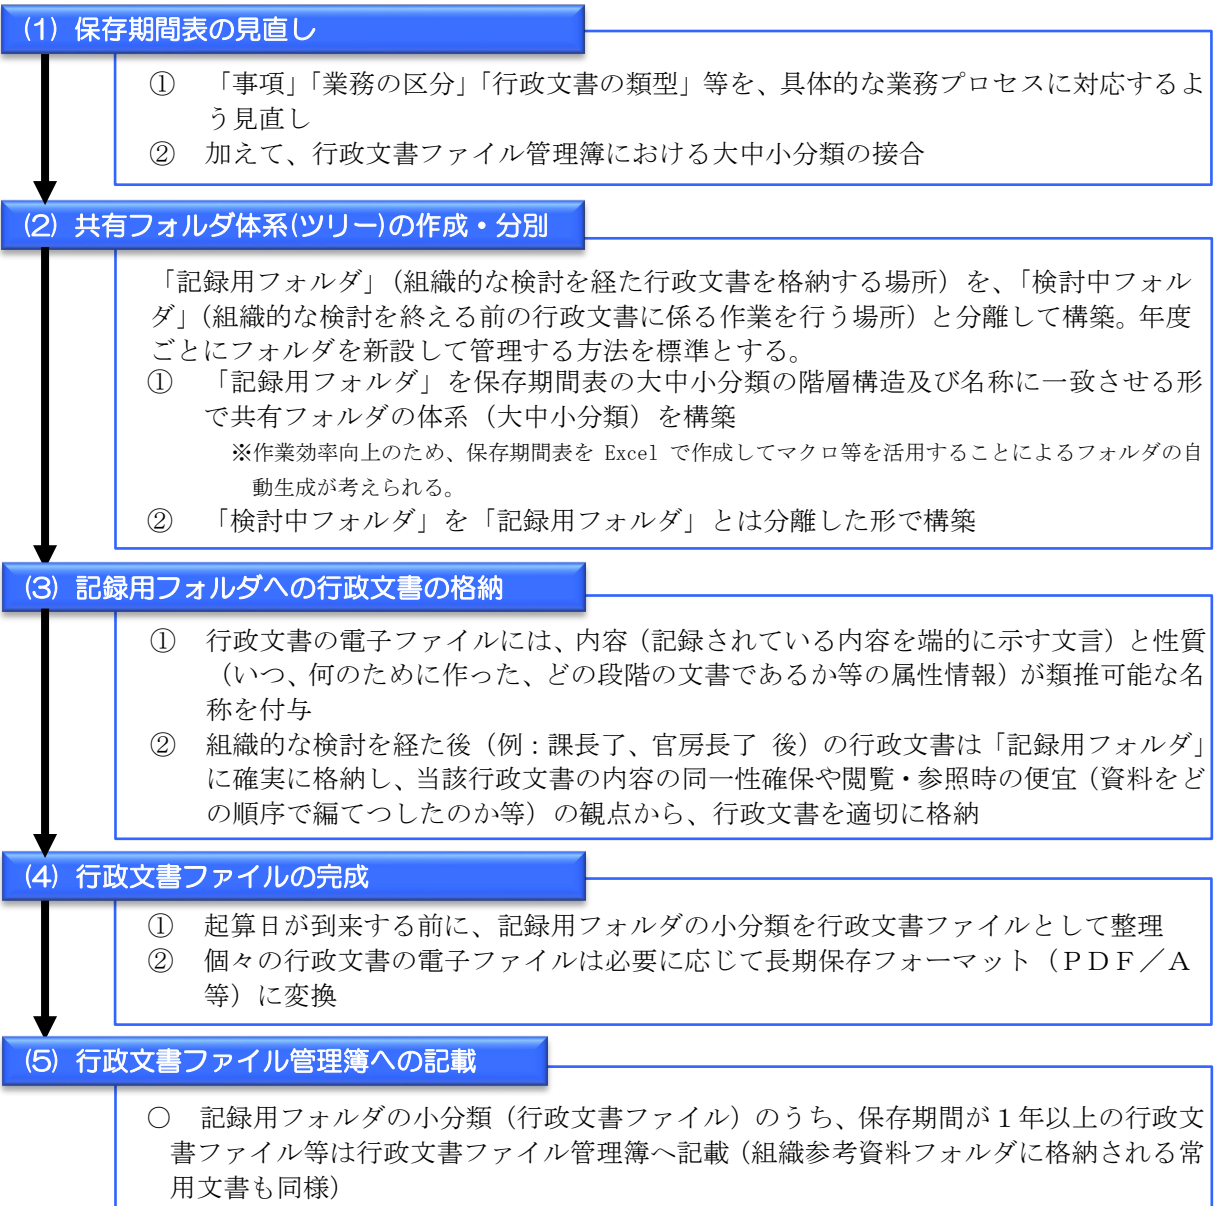 (1) 保存期間表の見直し
① 「事項」「業務の区分」「行政文書の類型」等を、具体的な業務プロセスに対応するよ
う見直し
② 加えて、行政文書ファイル管理簿における大中小分類の接合
(2) 共有フォルダ体系(ツリー)の作成・分別
「記録用フォルダ」（組織的な検討を経た行政文書を格納する場所）を、「検討中フォル
ダ」（組織的な検討を終える前の行政文書に係る作業を行う場所）と分離して構築。年度
ごとにフォルダを新設して管理する方法を標準とする。
① 「記録用フォルダ」を保存期間表の大中小分類の階層構造及び名称に一致させる形
で共有フォルダの体系（大中小分類）を構築
※作業効率向上のため、保存期間表を Excel で作成してマクロ等を活用することによるフォルダの自
動生成が考えられる。
② 「検討中フォルダ」を「記録用フォルダ」とは分離した形で構築
(3) 記録用フォルダへの行政文書の格納
① 行政文書の電子ファイルには、内容（記録されている内容を端的に示す文言）と性質
（いつ、何のために作った、どの段階の文書であるか等の属性情報）が類推可能な名
称を付与
② 組織的な検討を経た後（例：課長了、官房長了 後）の行政文書は「記録用フォルダ」
に確実に格納し、当該行政文書の内容の同一性確保や閲覧・参照時の便宜（資料をど
の順序で編てつしたのか等）の観点から、行政文書を適切に格納
(4) 行政文書ファイルの完成
① 起算日が到来する前に、記録用フォルダの小分類を行政文書ファイルとして整理
② 個々の行政文書の電子ファイルは必要に応じて長期保存フォーマット（ＰＤＦ／Ａ
等）に変換
(5) 行政文書ファイル管理簿への記載
○ 記録用フォルダの小分類（行政文書ファイル）のうち、保存期間が１年以上の行政文
書ファイル等は行政文書ファイル管理簿へ記載（組織参考資料フォルダに格納される常
用文書も同様）